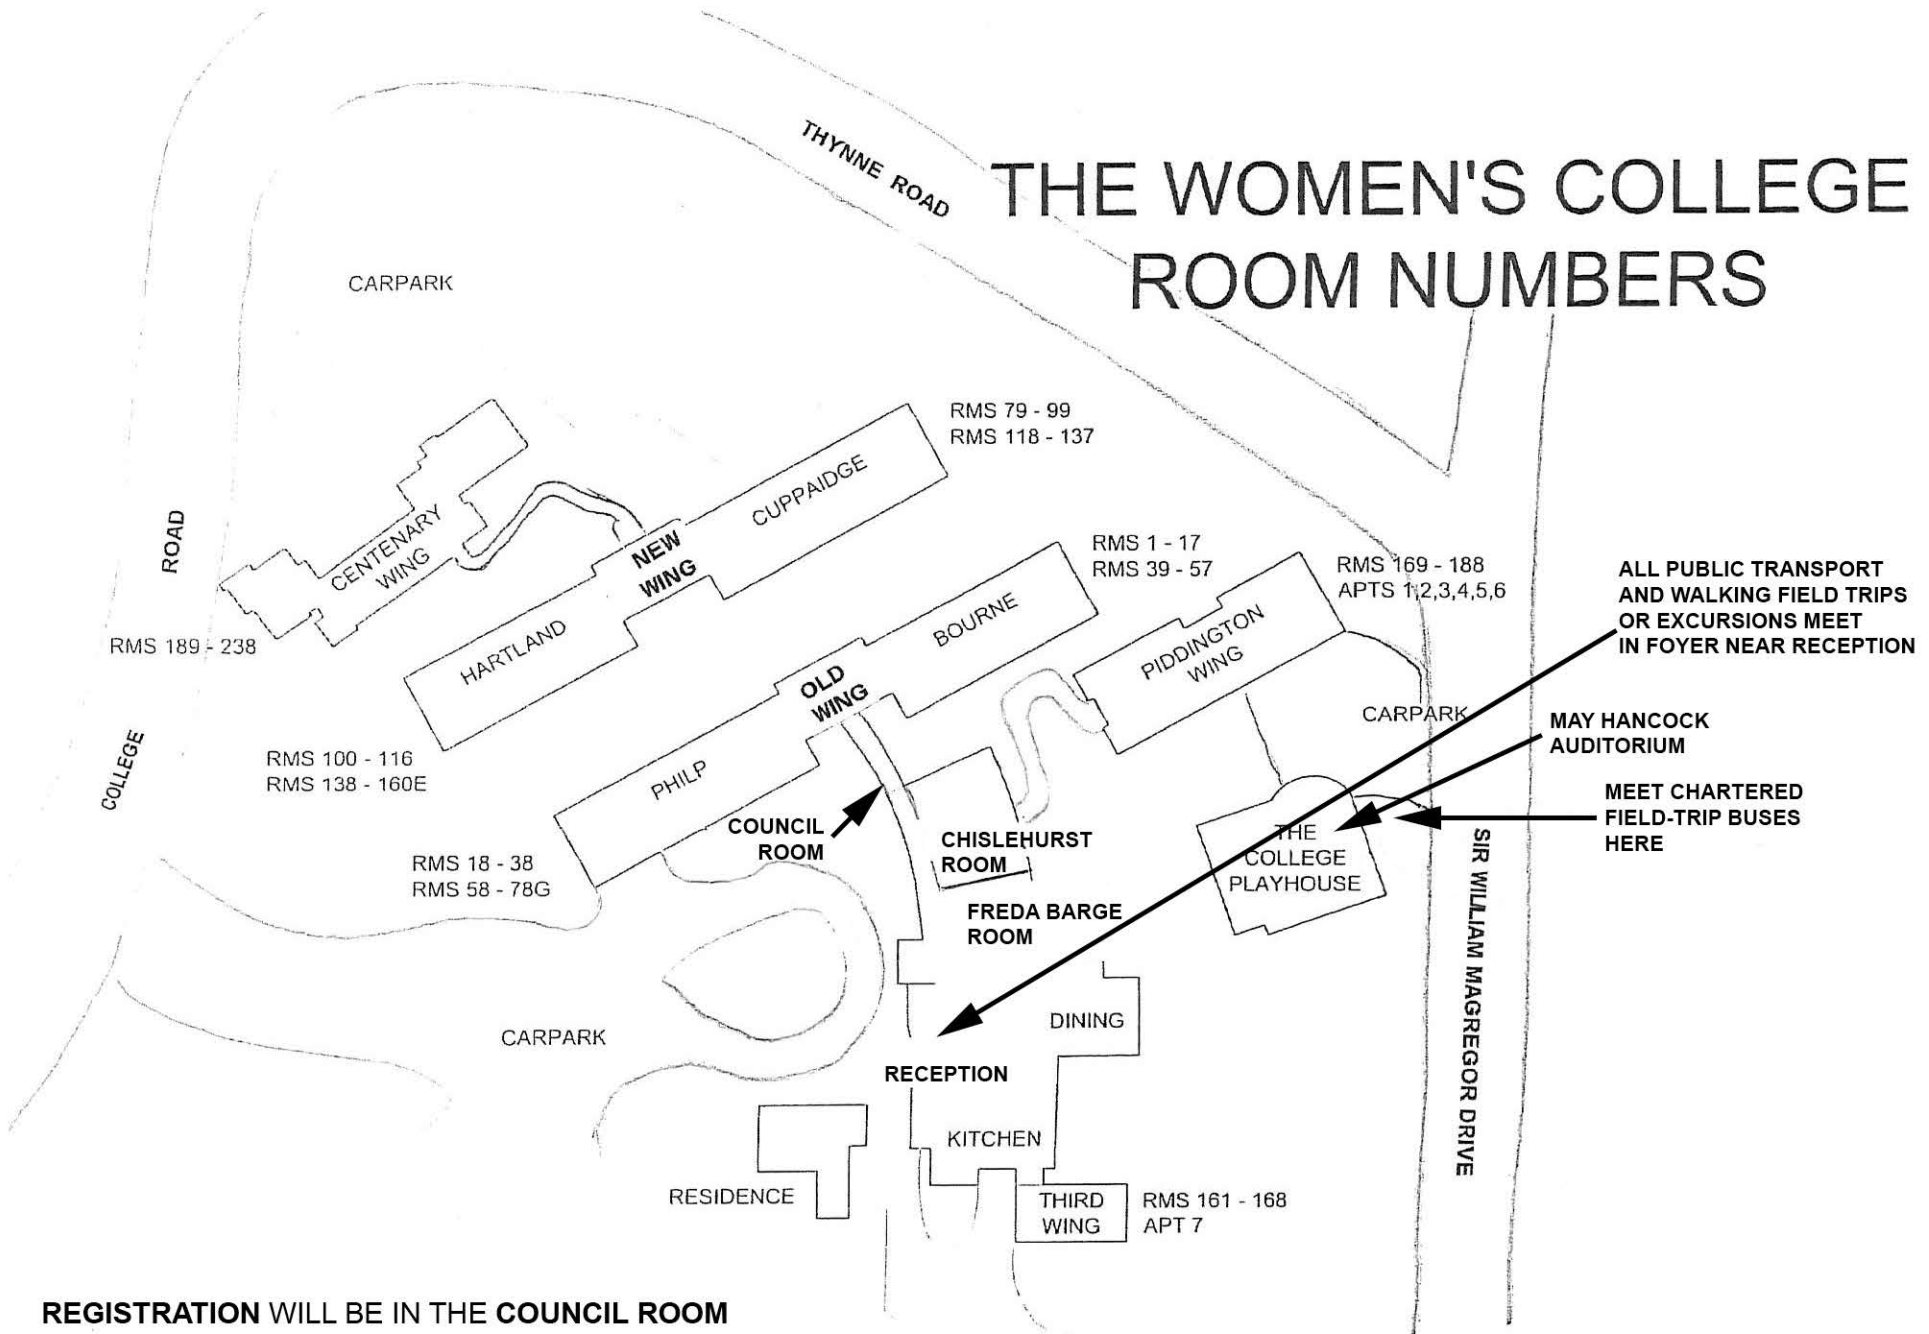 THYNNE ROAD
THE WOMEN'S COLLEGE
ROOM NUMBERS
CARPARK
RMS 79 - 99
RMS 118 - 137
CUPPAIDGE
CENTENARY
WING
ROAD
NEW
WING
HARTLAND
RMS 189 - 238
RMS 1 - 17
RMS 39 - 57
BOURNE
OLD
WING
PHILP
RMS 169 - 188
APTS 1,2,3,4,5,6
PIDDINGTON
WING
ALL PUBLIC TRANSPORT
AND WALKING FIELD TRIPS
OR EXCURSIONS MEET
IN FOYER NEAR RECEPTION
CARPARK
MAY HANCOCK
AUDITORIUM
COLLEGE
RMS 100 - 116
RMS 138 - 160E
MEET CHARTERED
FIELD-TRIP BUSES
HERE
COUNCIL
ROOM
CHISLEHURST
ROOM
THE
COLLEGE
PLAYHOUSE
RMS 18 - 38
RMS 58 - 78G
FREDA BARGE
ROOM
SIR WILLIAM MAGREGOR DRIVE
CARPARK
DINING
RECEPTION
KITCHEN
RESIDENCE
THIRD
WING
RMS 161 - 168
APT 7
REGISTRATION WILL BE IN THE COUNCIL ROOM